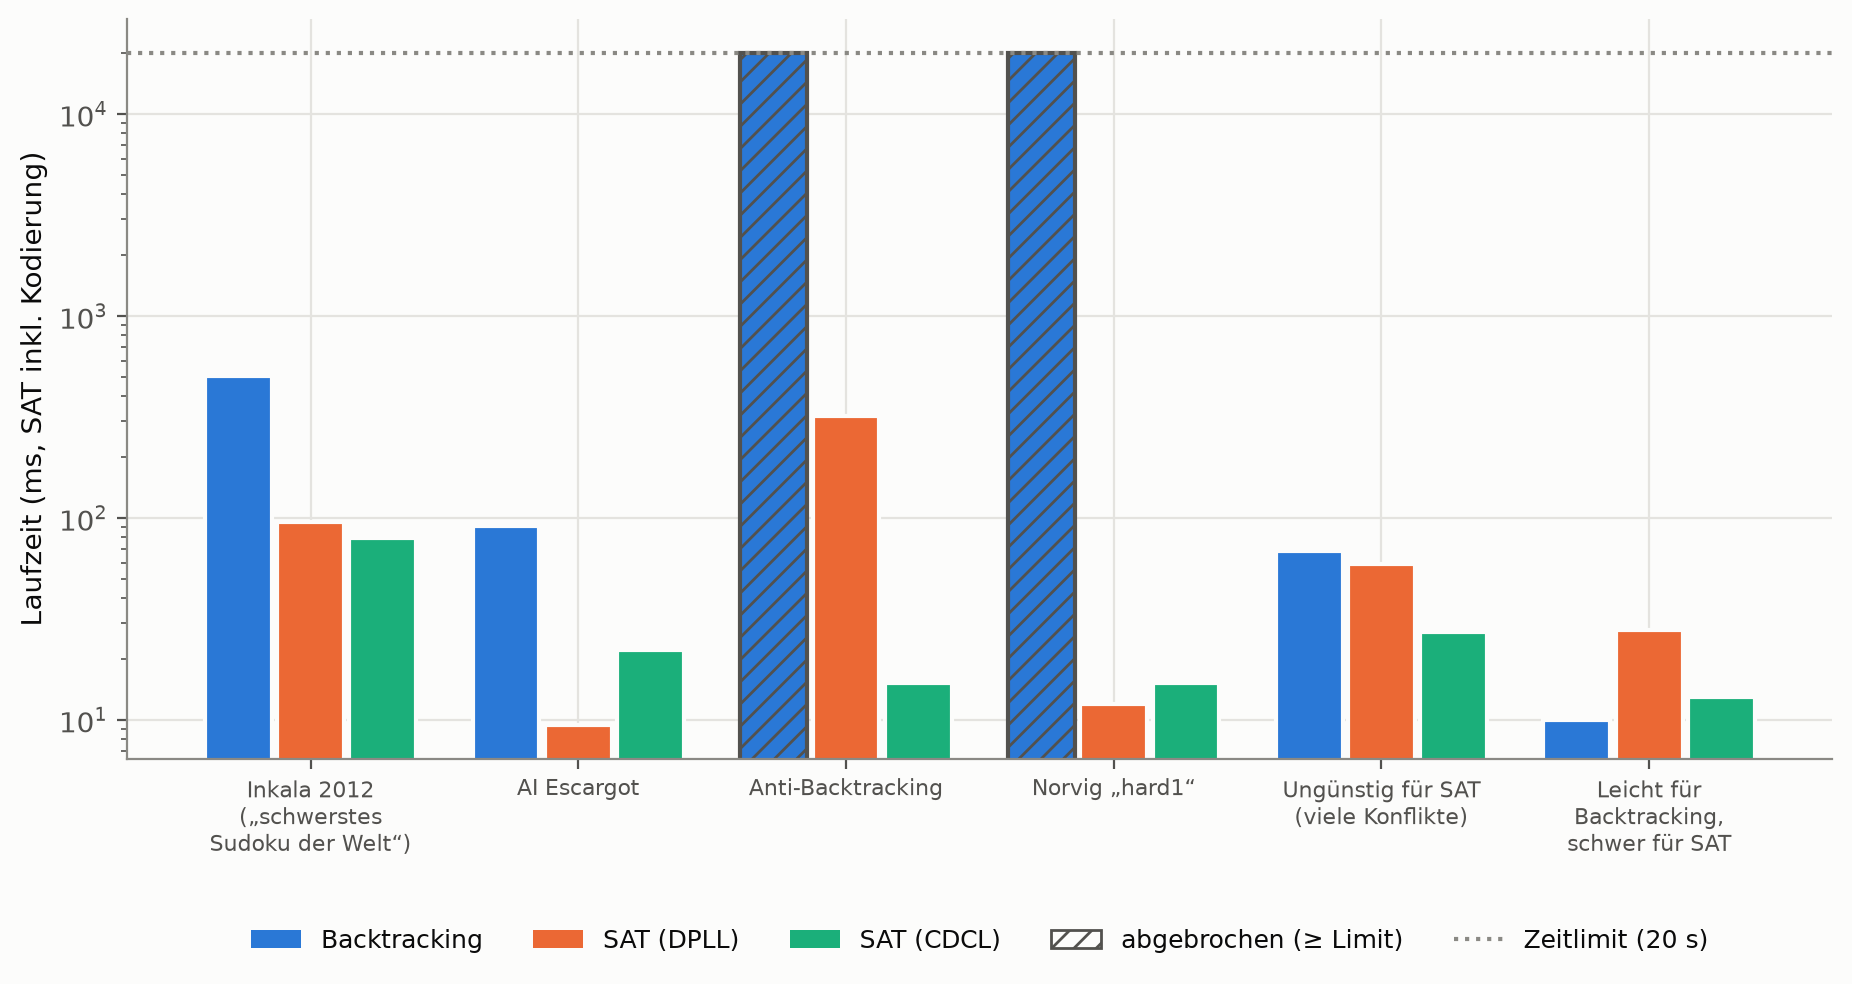 Laufzeit (ms, SAT inkl. Kodierung)
10⁴
10³
10²
10¹
Inkala 2012
(„schwerstes
Sudoku der Welt“)
AI Escargot
Anti-Backtracking
Norvig „hard1“
Ungünstig für SAT
(viele Konflikte)
Leicht für
Backtracking,
schwer für SAT
Backtracking
SAT (DPLL)
SAT (CDCL)
abgebrochen (≥ Limit)
Zeitlimit (20 s)